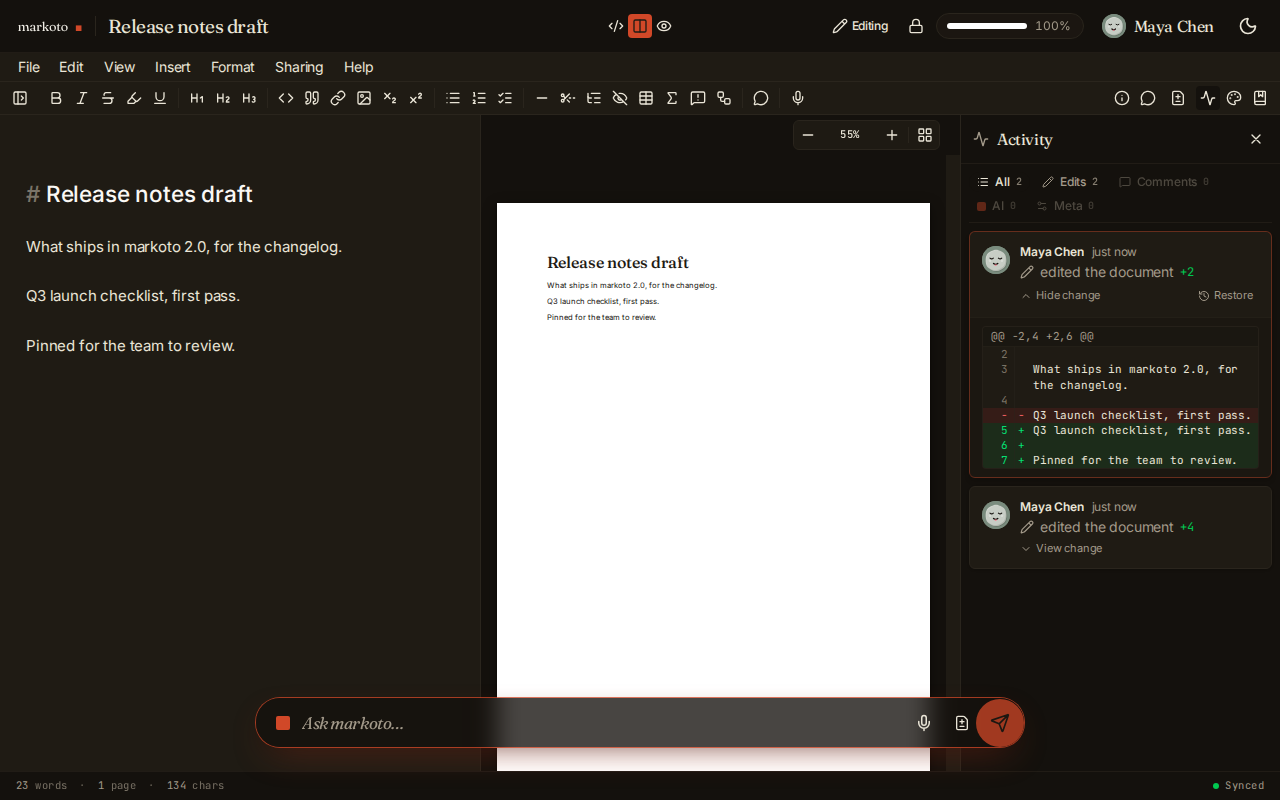 markoto
Release notes draft
Editing
100%
Maya Chen
File Edit View Insert Format Sharing Help
H1 H2 H3
X2 X2
55%
# Release notes draft
What ships in markoto 2.0, for the changelog.
Q3 launch checklist, first pass.
Pinned for the team to review.
Release notes draft
What ships in markoto 2.0, for the changelog.
Q3 launch checklist, first pass.
Pinned for the team to review.
Activity
All 2 Edits 2 Comments 0
AI 0 Meta 0
Maya Chen just now
edited the document +2
Hide change Restore
@@ -2,4 +2,6 @@
2
3 What ships in markoto 2.0, for
the changelog.
4
- - Q3 launch checklist, first pass.
5 + Q3 launch checklist, first pass.
6 +
7 + Pinned for the team to review.
Maya Chen just now
edited the document +4
View change
Ask markoto...
23 words · 1 page · 134 chars
Synced